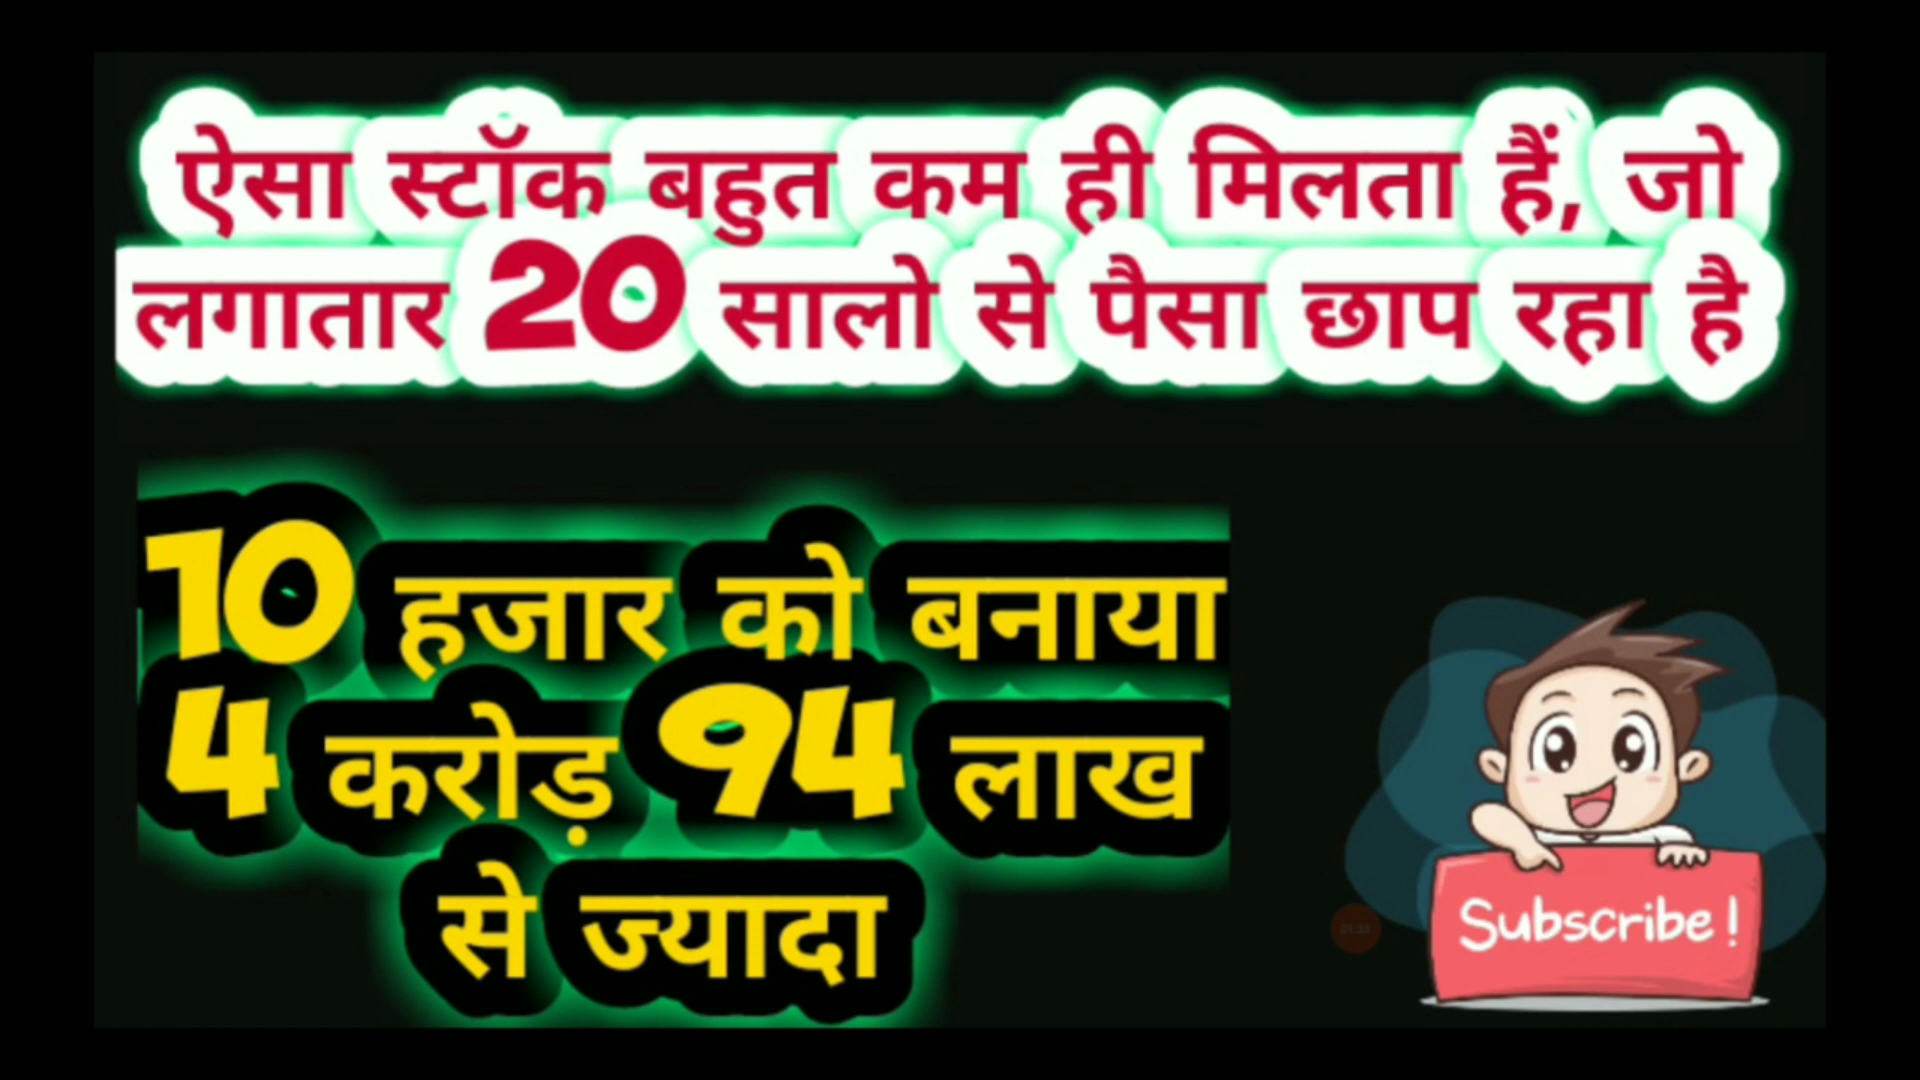 ऐसा स्टॉक बहुत कम ही मिलता हैं, जो
लगातार 20 सालो से पैसा छाप रहा है
10 हजार को बनाया
4 करोड़ 94 लाख
से ज्यादा
Subscribe!